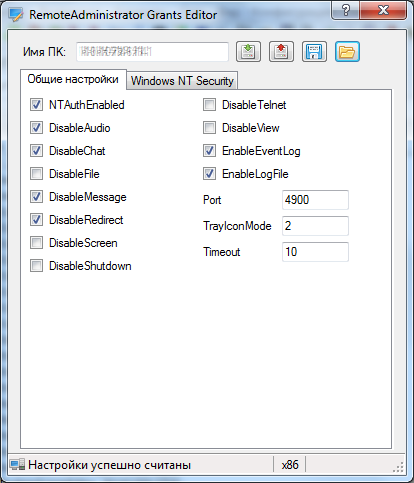 RemoteAdministrator Grants Editor
Имя ПК:
Общие настройки Windows NT Security
NTAuthEnabled DisableTelnet
DisableAudio DisableView
DisableChat EnableEventLog
DisableFile EnableLogFile
DisableMessage Port 4900
DisableRedirect TrayIconMode 2
DisableScreen Timeout 10
DisableShutdown
Настройки успешно считаны x86